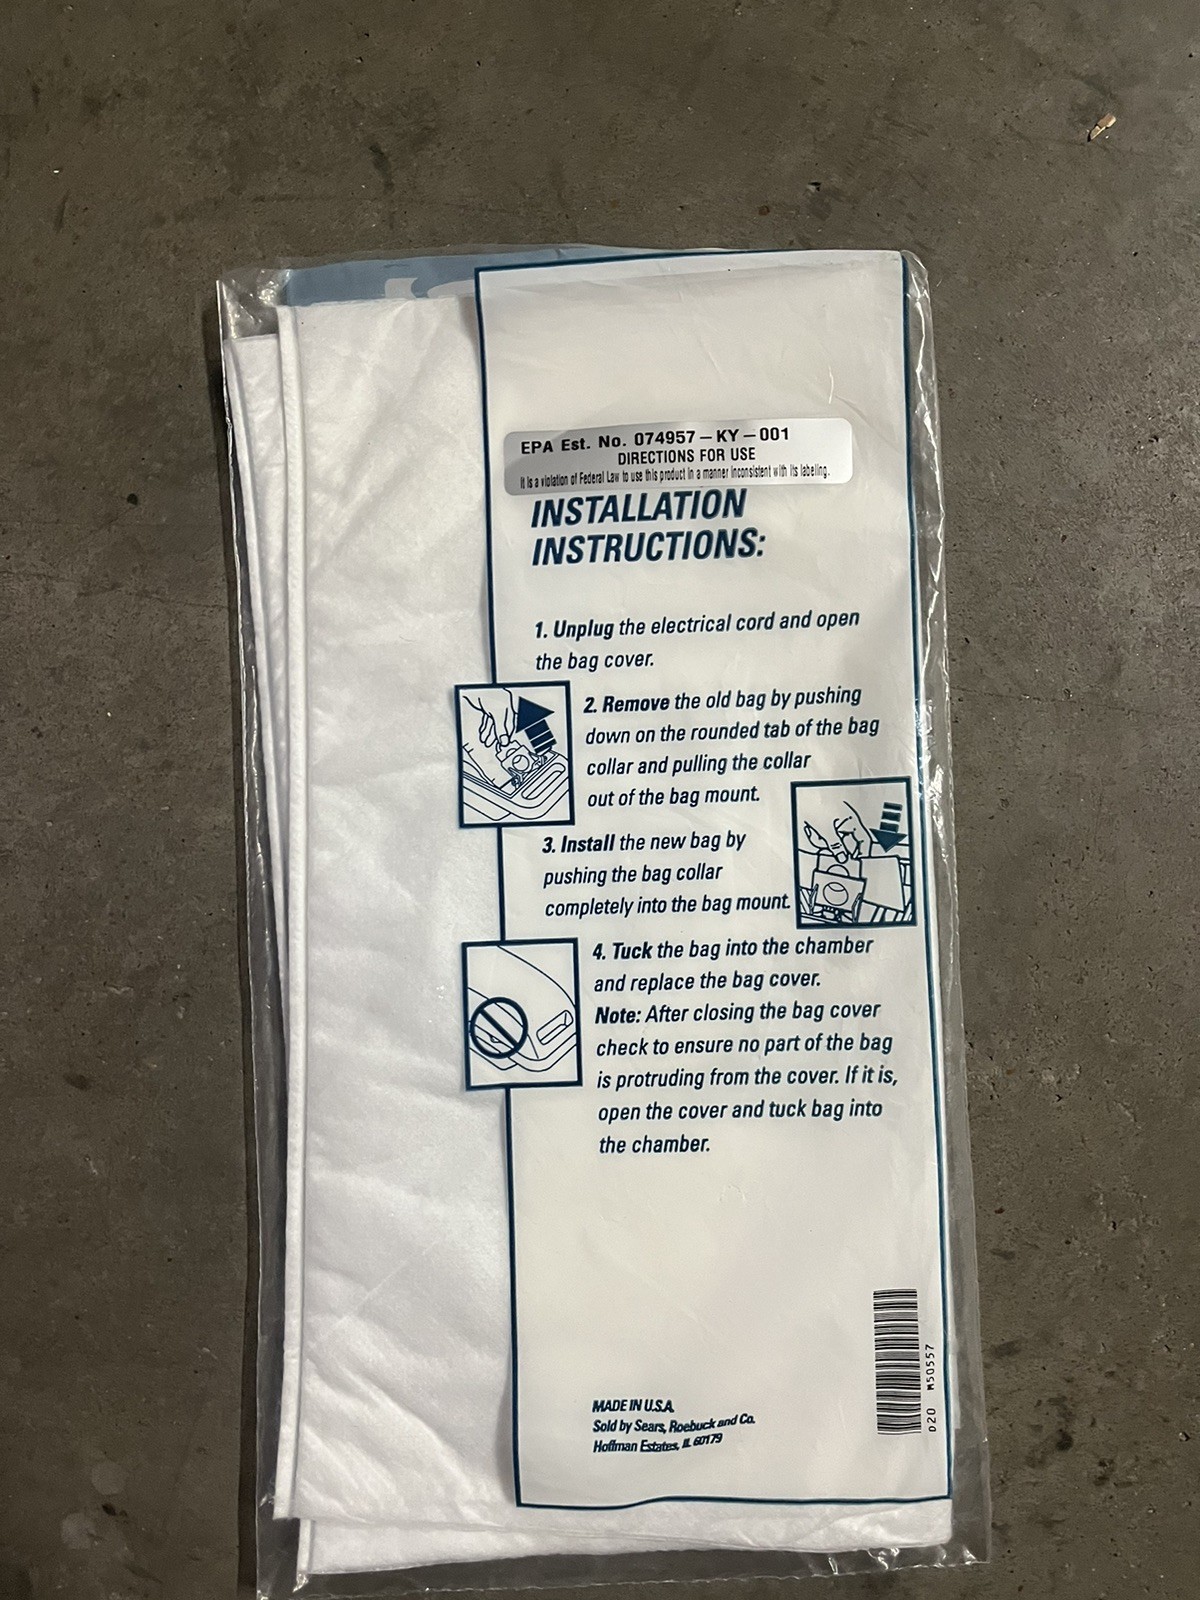 EPA Est. No. 074957-KY-001
DIRECTIONS FOR USE
It is a violation of Federal Law to use this product in a manner inconsistent with its labeling.
INSTALLATION
INSTRUCTIONS:
1. Unplug the electrical cord and open
the bag cover.
2. Remove the old bag by pushing
down on the rounded tab of the bag
collar and pulling the collar
out of the bag mount.
3. Install the new bag by
pushing the bag collar
completely into the bag mount.
4. Tuck the bag into the chamber
and replace the bag cover.
Note: After closing the bag cover
check to ensure no part of the bag
is protruding from the cover. If it is,
open the cover and tuck bag into
the chamber.
MADE IN U.S.A.
Sold by Sears, Roebuck and Co.
Hoffman Estates, IL 60179
D20 M50557